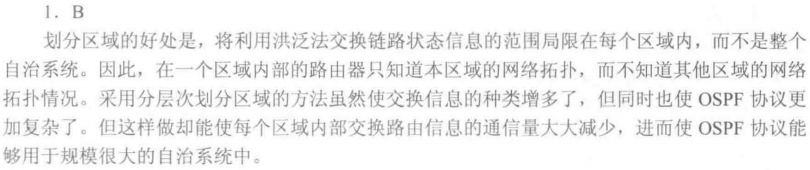 1．B
划分区域的好处是，将利用洪泛法交换链路状态信息的范围局限在每个区域内，而不是整个
自治系统。因此，在一个区域内部的路由器只知道本区域的网络拓扑，而不知道其他区域的网络
拓扑情况。采用分层次划分区域的方法虽然使交换信息的种类增多了，但同时也使 OSPF 协议更
加复杂了。但这样做却能使每个区域内部交换路由信息的通信量大大减少，进而使 OSPF 协议能
够用于规模很大的自治系统中。